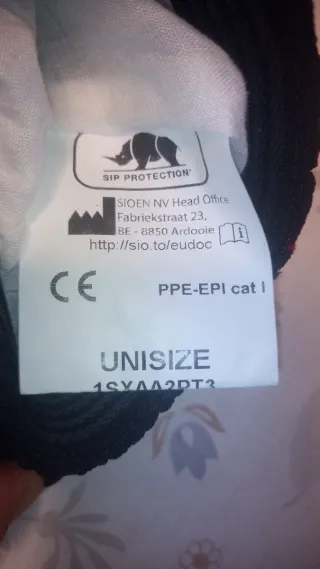 SIP PROTECTION®
SIOEN NV Head Office
Fabriekstraat 23,
BE - 8850 Ardooie
http://sio.to/eudoc
CE PPE-EPI cat I
UNISIZE
1SXAA2PT3